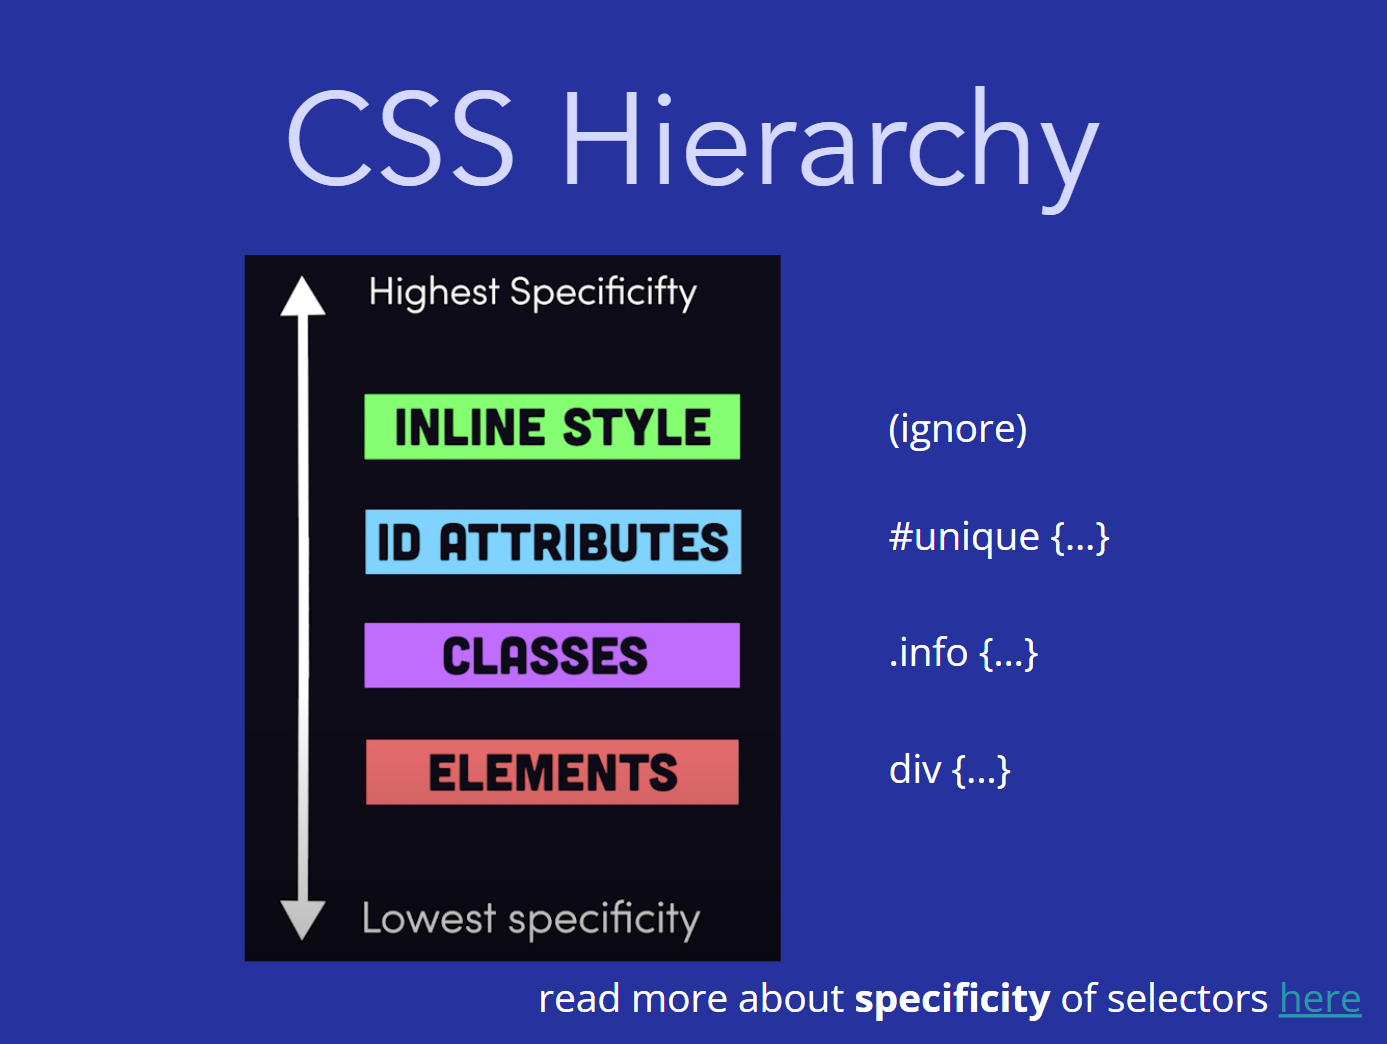 CSS Hierarchy
Highest Specificifty
INLINE STYLE
(ignore)
ID ATTRIBUTES
#unique {...}
CLASSES
.info {...}
ELEMENTS
div {...}
Lowest specificity
read more about specificity of selectors here